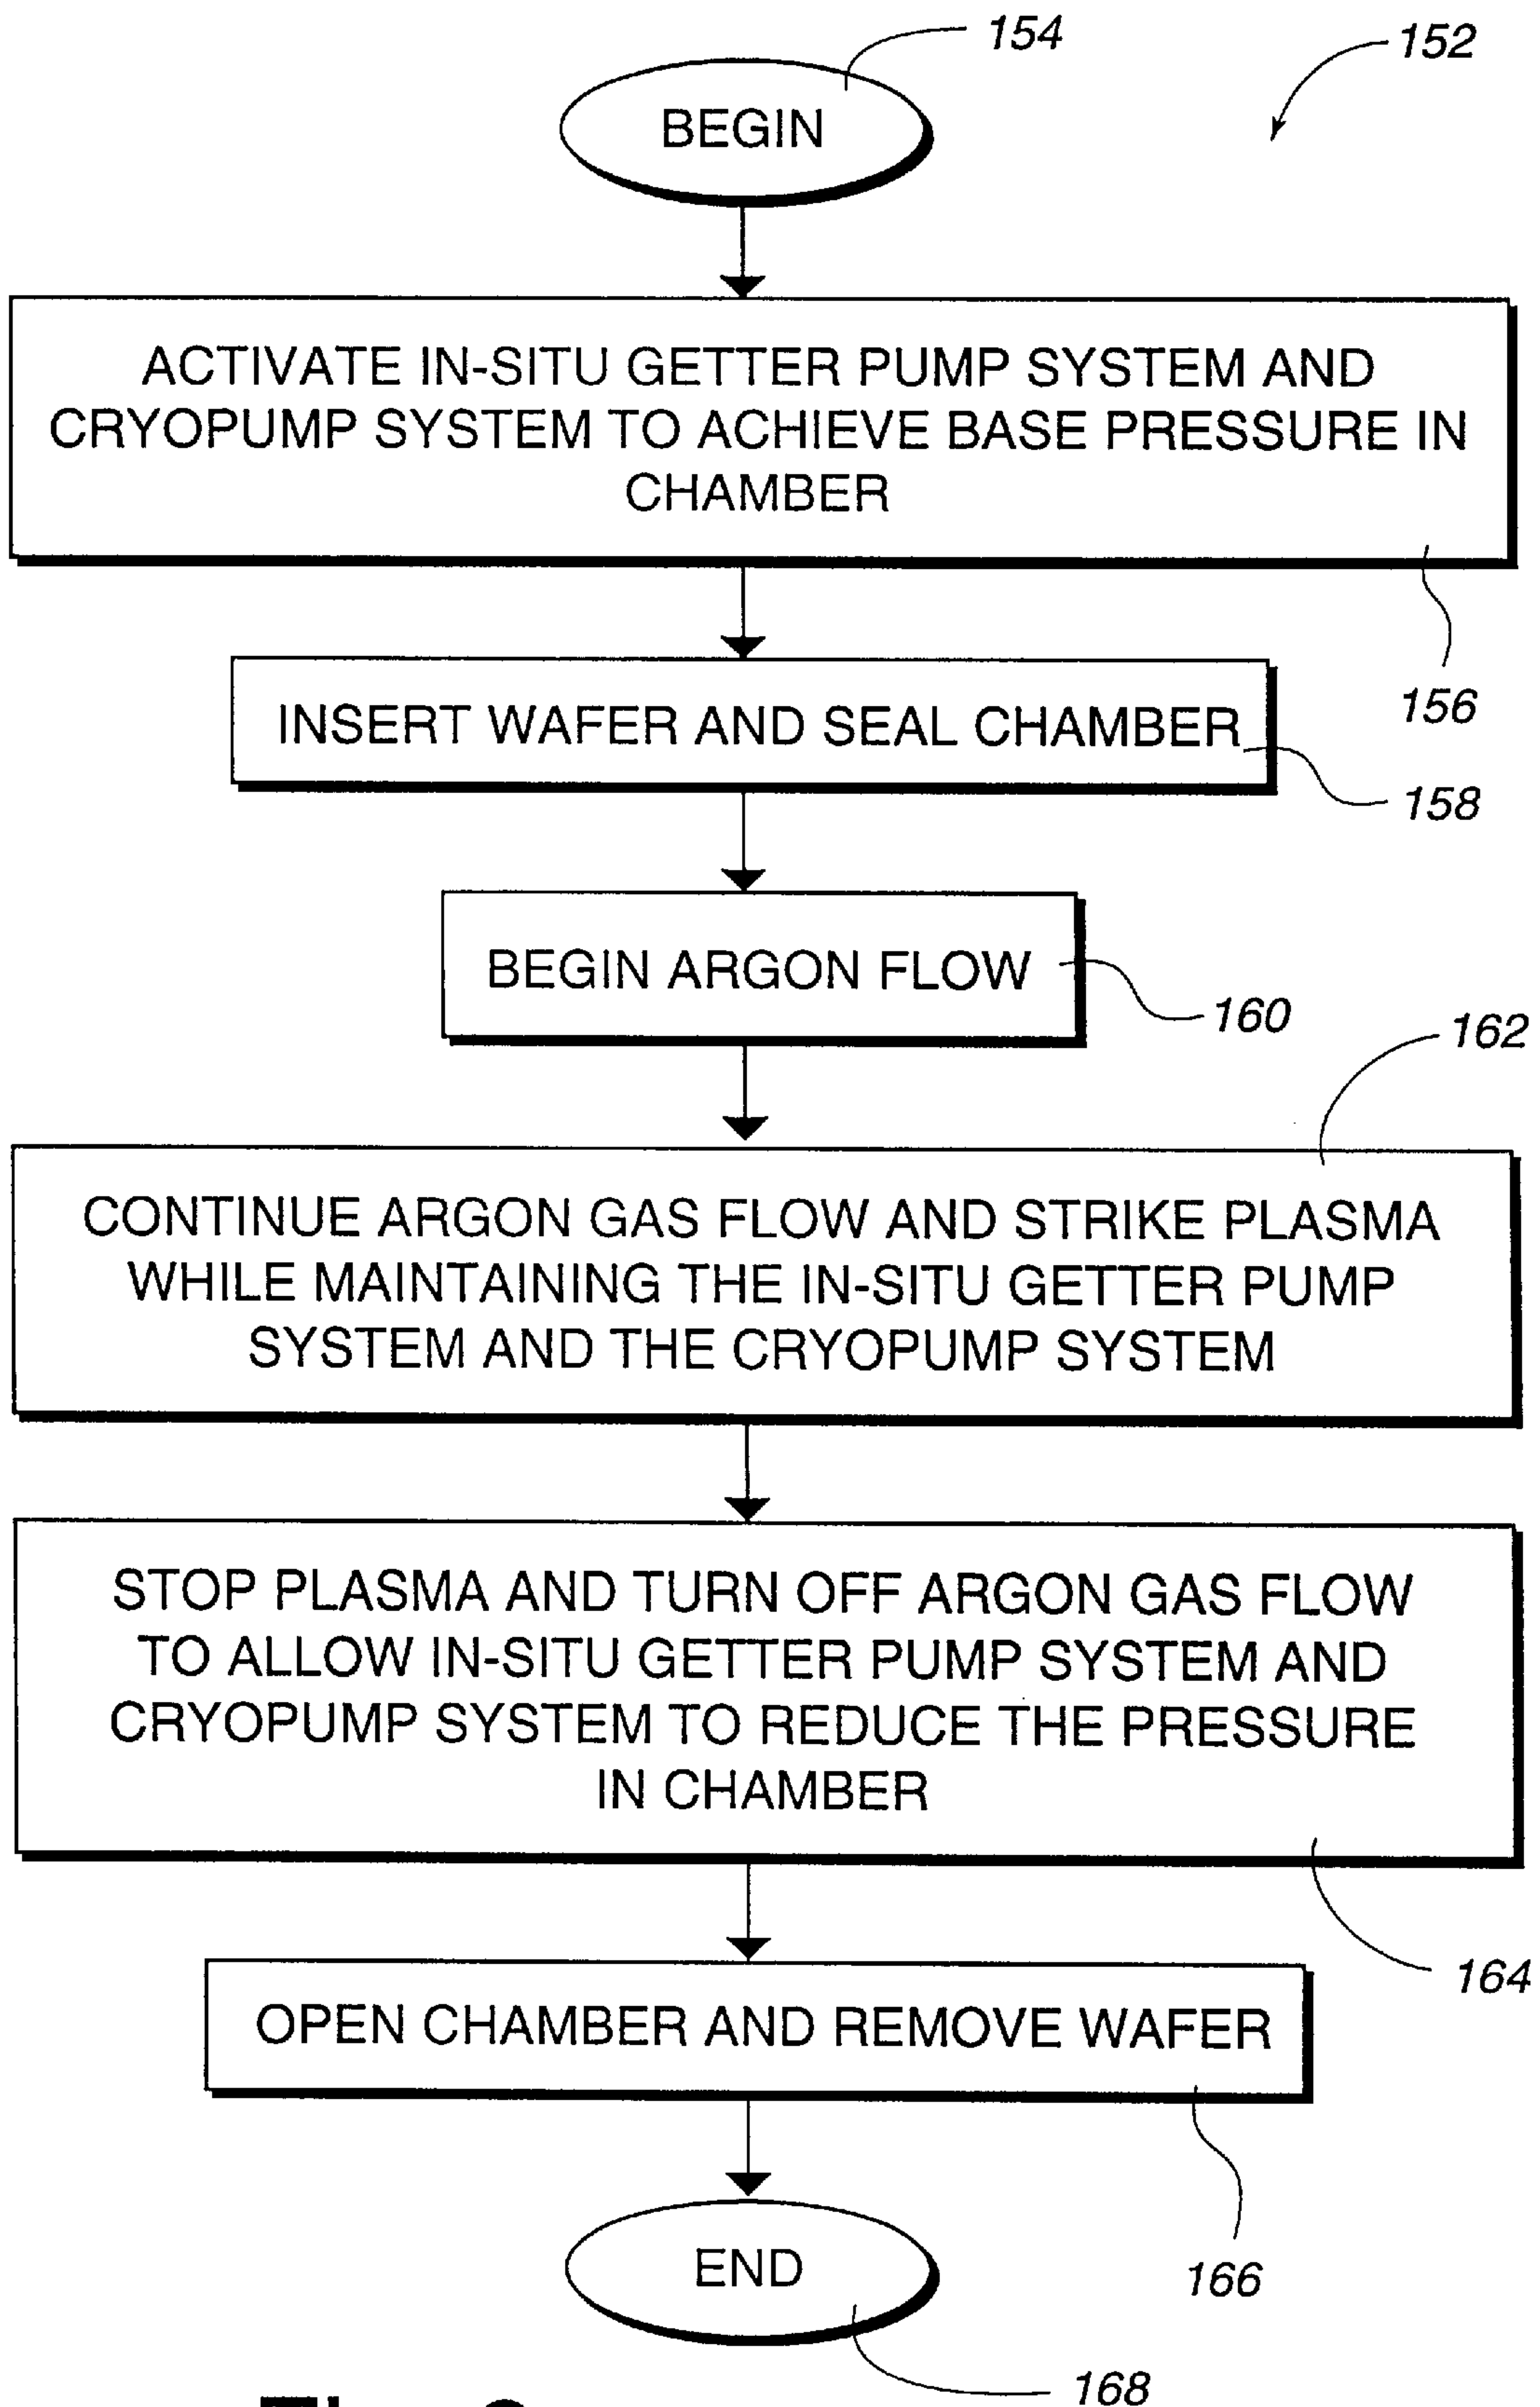 154
152
BEGIN
ACTIVATE IN-SITU GETTER PUMP SYSTEM AND
CRYOPUMP SYSTEM TO ACHIEVE BASE PRESSURE IN
CHAMBER
156
INSERT WAFER AND SEAL CHAMBER
158
BEGIN ARGON FLOW
160
162
CONTINUE ARGON GAS FLOW AND STRIKE PLASMA
WHILE MAINTAINING THE IN-SITU GETTER PUMP
SYSTEM AND THE CRYOPUMP SYSTEM
STOP PLASMA AND TURN OFF ARGON GAS FLOW
TO ALLOW IN-SITU GETTER PUMP SYSTEM AND
CRYOPUMP SYSTEM TO REDUCE THE PRESSURE
IN CHAMBER
164
OPEN CHAMBER AND REMOVE WAFER
166
END
168